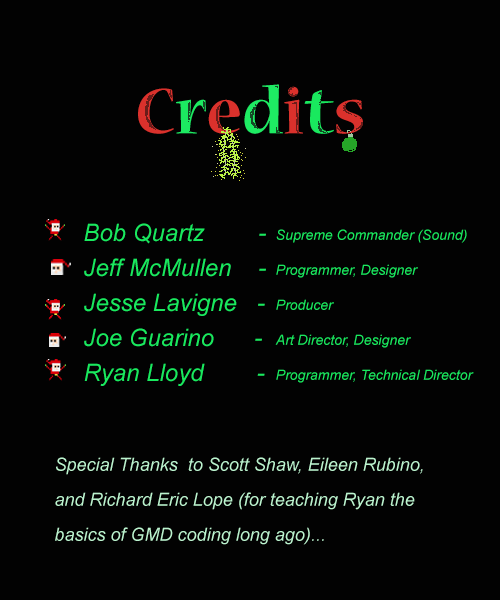 Credits
Bob Quartz - Supreme Commander (Sound)
Jeff McMullen - Programmer, Designer
Jesse Lavigne - Producer
Joe Guarino - Art Director, Designer
Ryan Lloyd - Programmer, Technical Director
Special Thanks to Scott Shaw, Eileen Rubino,
and Richard Eric Lope (for teaching Ryan the
basics of GMD coding long ago)...